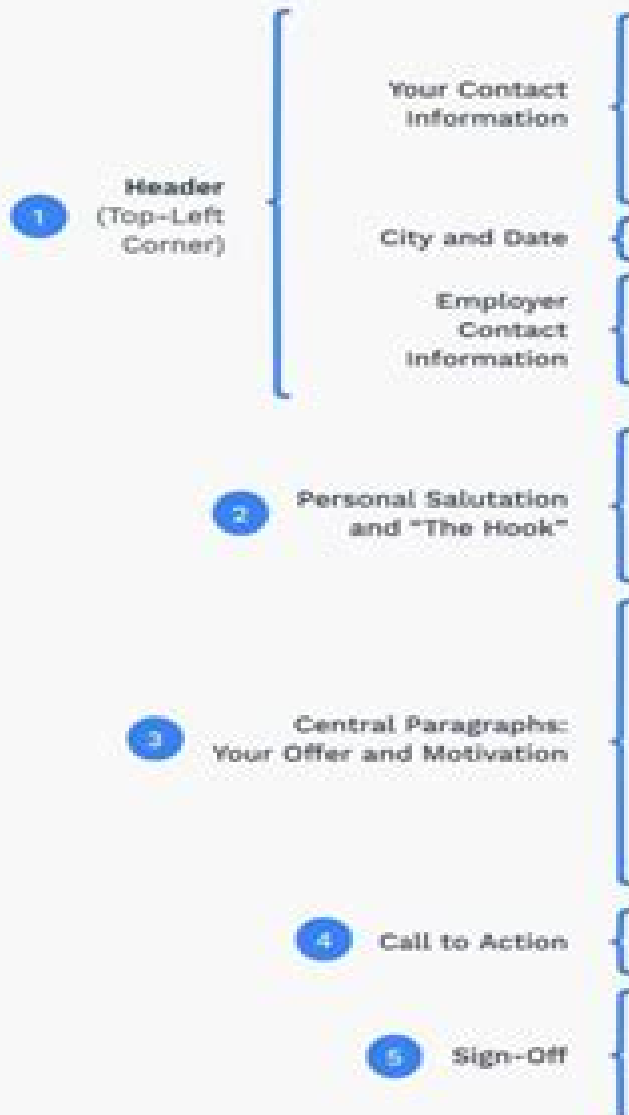 1
Header
(Top-Left
Corner)
Your Contact
Information
City and Date
Employer
Contact
Information
2
Personal Salutation
and “The Hook”
3
Central Paragraphs:
Your Offer and Motivation
4
Call to Action
5
Sign-Off